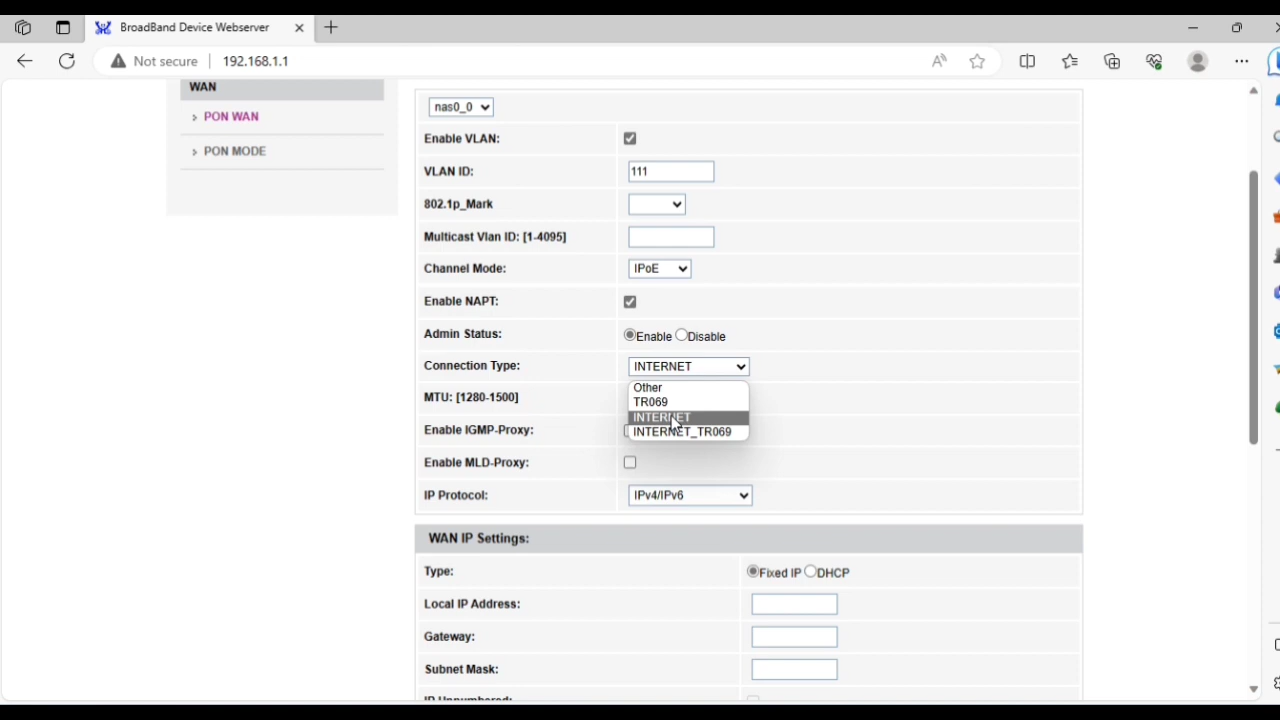 BroadBand Device Webserver
Not secure
192.168.1.1
WAN
PON WAN
PON MODE
nas0_0
Enable VLAN:
VLAN ID: 111
802.1p_Mark
Multicast Vlan ID: [1-4095]
Channel Mode: IPoE
Enable NAPT:
Admin Status: Enable Disable
Connection Type: INTERNET
Other
TR069
MTU: [1280-1500]
INTERNET
Enable IGMP-Proxy: INTERNET_TR069
Enable MLD-Proxy:
IP Protocol: IPv4/IPv6
WAN IP Settings:
Type: Fixed IP DHCP
Local IP Address:
Gateway:
Subnet Mask: